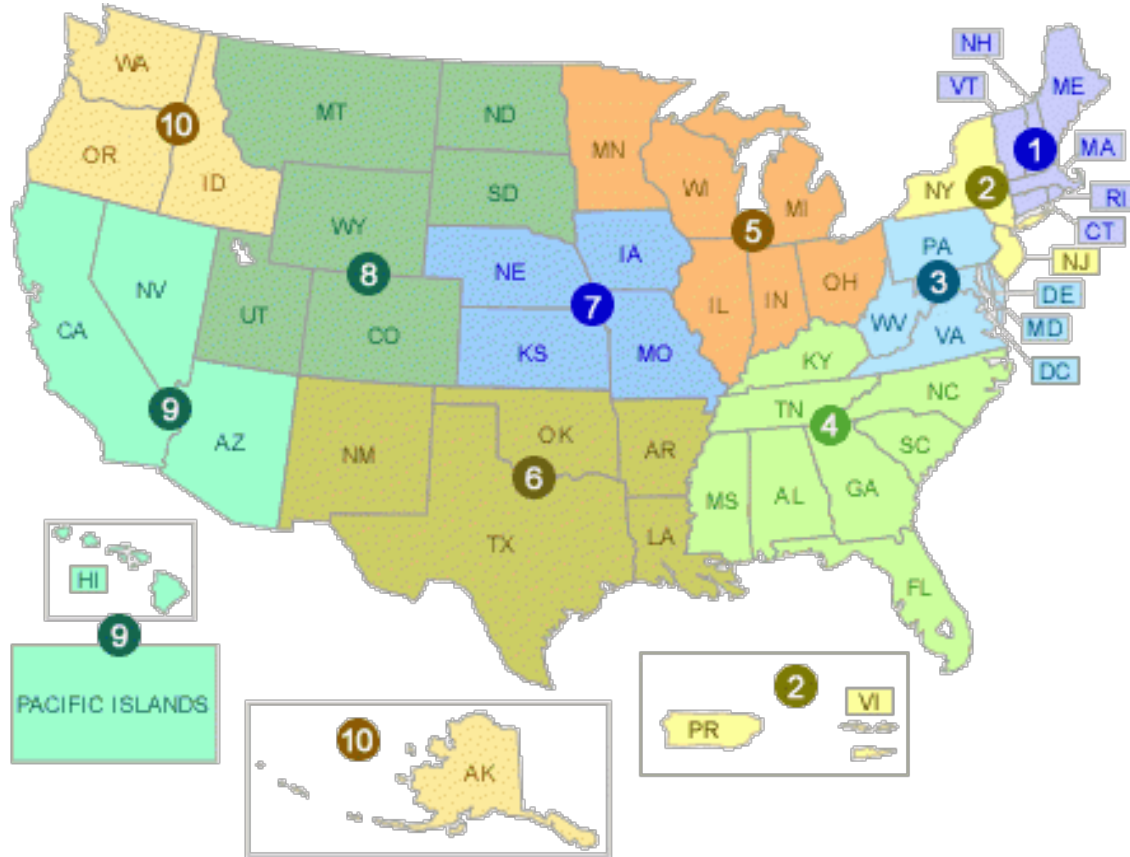 NH
WA
VT
ME
MT
ND
10
MN
OR
1
MA
ID
SD
WI
2
NY
RI
MI
WY
5
CT
PA
IA
NJ
8
NE
3
OH
NV
DE
IN
7
IL
UT
WV
MD
CA
CO
VA
KS
MO
KY
DC
NC
9
TN
4
OK
AZ
SC
AR
NM
6
GA
MS
AL
LA
TX
HI
FL
9
2
PACIFIC ISLANDS
VI
PR
10
AK